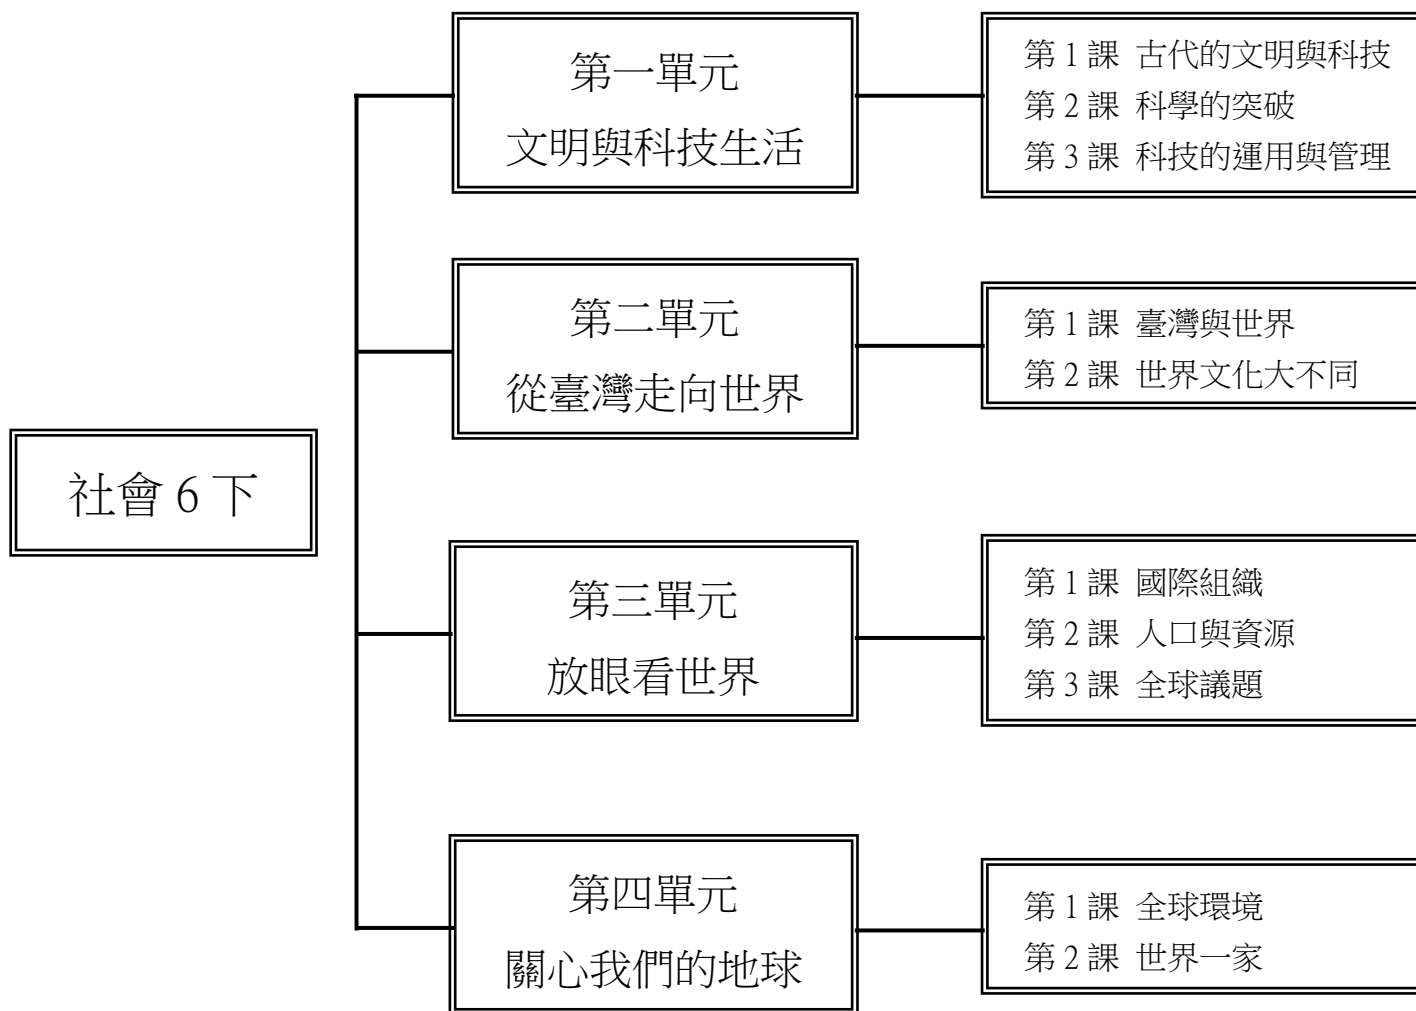 社會 6 下
第一單元
文明與科技生活
第 1 課 古代的文明與科技
第 2 課 科學的突破
第 3 課 科技的運用與管理
第二單元
從臺灣走向世界
第 1 課 臺灣與世界
第 2 課 世界文化大不同
第三單元
放眼看世界
第 1 課 國際組織
第 2 課 人口與資源
第 3 課 全球議題
第四單元
關心我們的地球
第 1 課 全球環境
第 2 課 世界一家